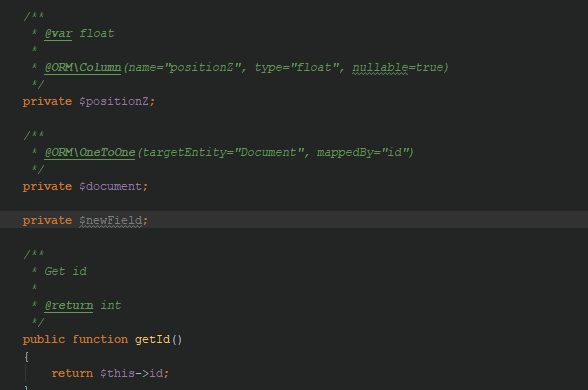 /**
* @var float
*
* @ORM\Column(name="positionZ", type="float", nullable=true)
*/
private $positionZ;
/**
* @ORM\OneToOne(targetEntity="Document", mappedBy="id")
*/
private $document;
private $newField;
/**
* Get id
*
* @return int
*/
public function getId()
{
return $this->id;
}